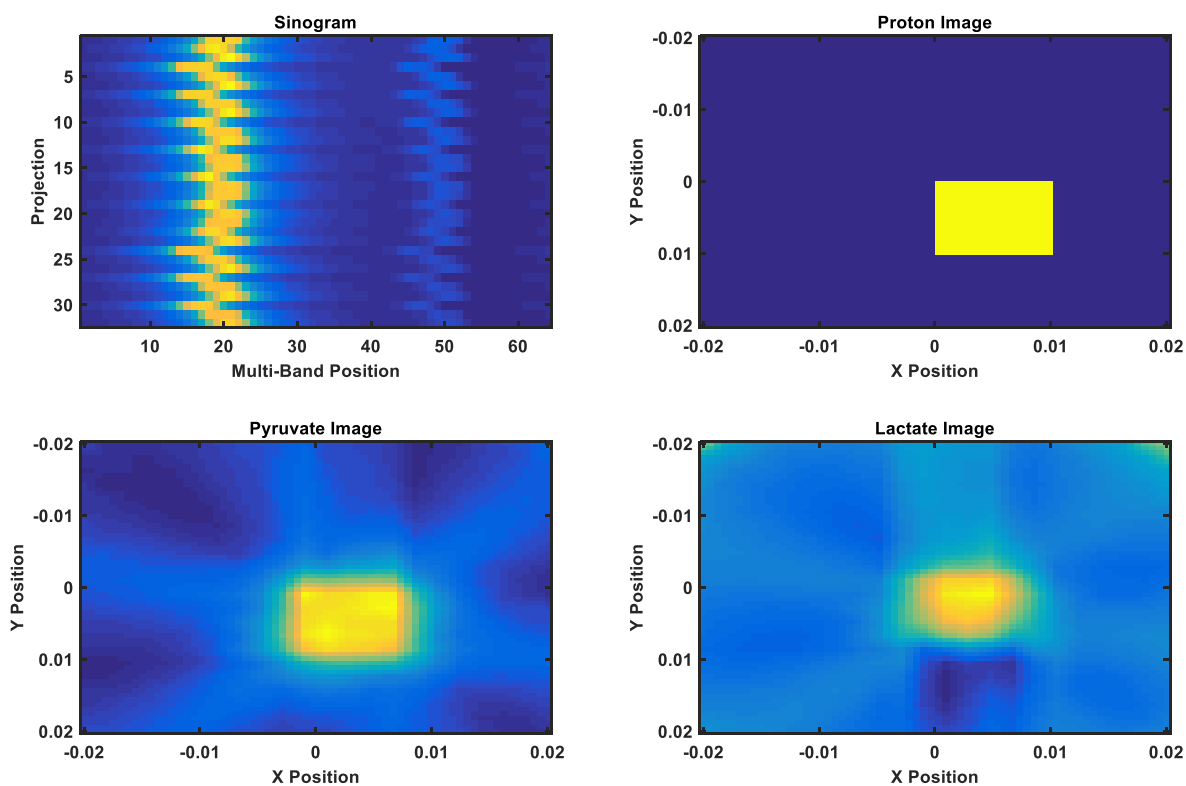 Sinogram
Projection
5
10
15
20
25
30
10 20 30 40 50 60
Multi-Band Position
Proton Image
Y Position
-0.02
-0.01
0
0.01
0.02
-0.02 -0.01 0 0.01 0.02
X Position
Pyruvate Image
Y Position
-0.02
-0.01
0
0.01
0.02
-0.02 -0.01 0 0.01 0.02
X Position
Lactate Image
Y Position
-0.02
-0.01
0
0.01
0.02
-0.02 -0.01 0 0.01 0.02
X Position